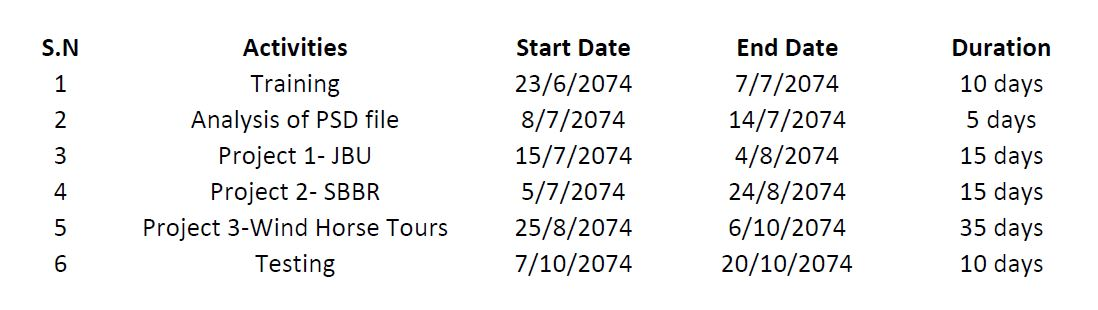 S.N Activities Start Date End Date Duration
1 Training 23/6/2074 7/7/2074 10 days
2 Analysis of PSD file 8/7/2074 14/7/2074 5 days
3 Project 1- JBU 15/7/2074 4/8/2074 15 days
4 Project 2- SBBR 5/7/2074 24/8/2074 15 days
5 Project 3-Wind Horse Tours 25/8/2074 6/10/2074 35 days
6 Testing 7/10/2074 20/10/2074 10 days